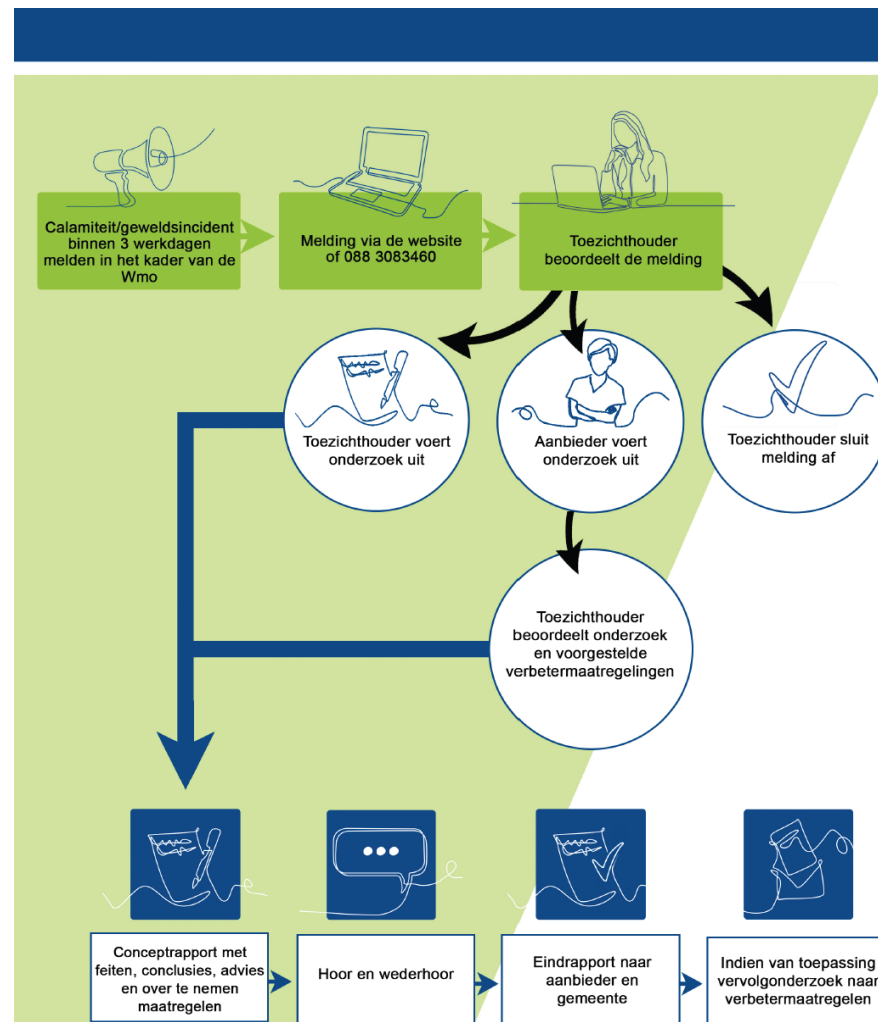 Calamiteit/geweldsincident
binnen 3 werkdagen
melden in het kader van de
Wmo
Melding via de website
of 088 3083460
Toezichthouder
beoordeelt de melding
Toezichthouder voert
onderzoek uit
Aanbieder voert
onderzoek uit
Toezichthouder sluit
melding af
Toezichthouder
beoordeelt onderzoek
en voorgestelde
verbetermaatregelingen
Conceptrapport met
feiten, conclusies, advies
en over te nemen
maatregelen
Hoor en wederhoor
Eindrapport naar
aanbieder en
gemeente
Indien van toepassing
vervolgonderzoek naar
verbetermaatregelen